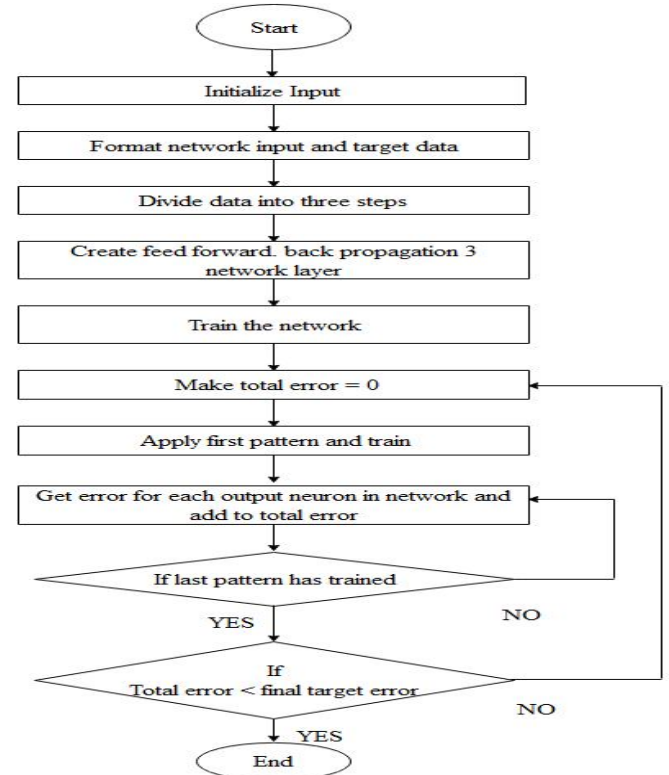 Start
Initialize Input
Format network input and target data
Divide data into three steps
Create feed forward. back propagation 3
network layer
Train the network
Make total error = 0
Apply first pattern and train
Get error for each output neuron in network and
add to total error
If last pattern has trained
YES
NO
If
Total error < final target error
NO
YES
End